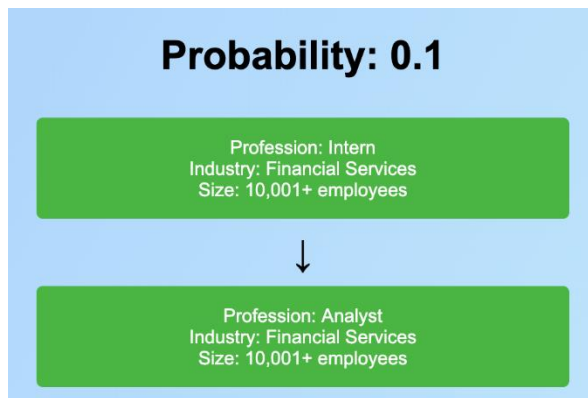 Probability: 0.1
Profession: Intern
Industry: Financial Services
Size: 10,001+ employees
↓
Profession: Analyst
Industry: Financial Services
Size: 10,001+ employees